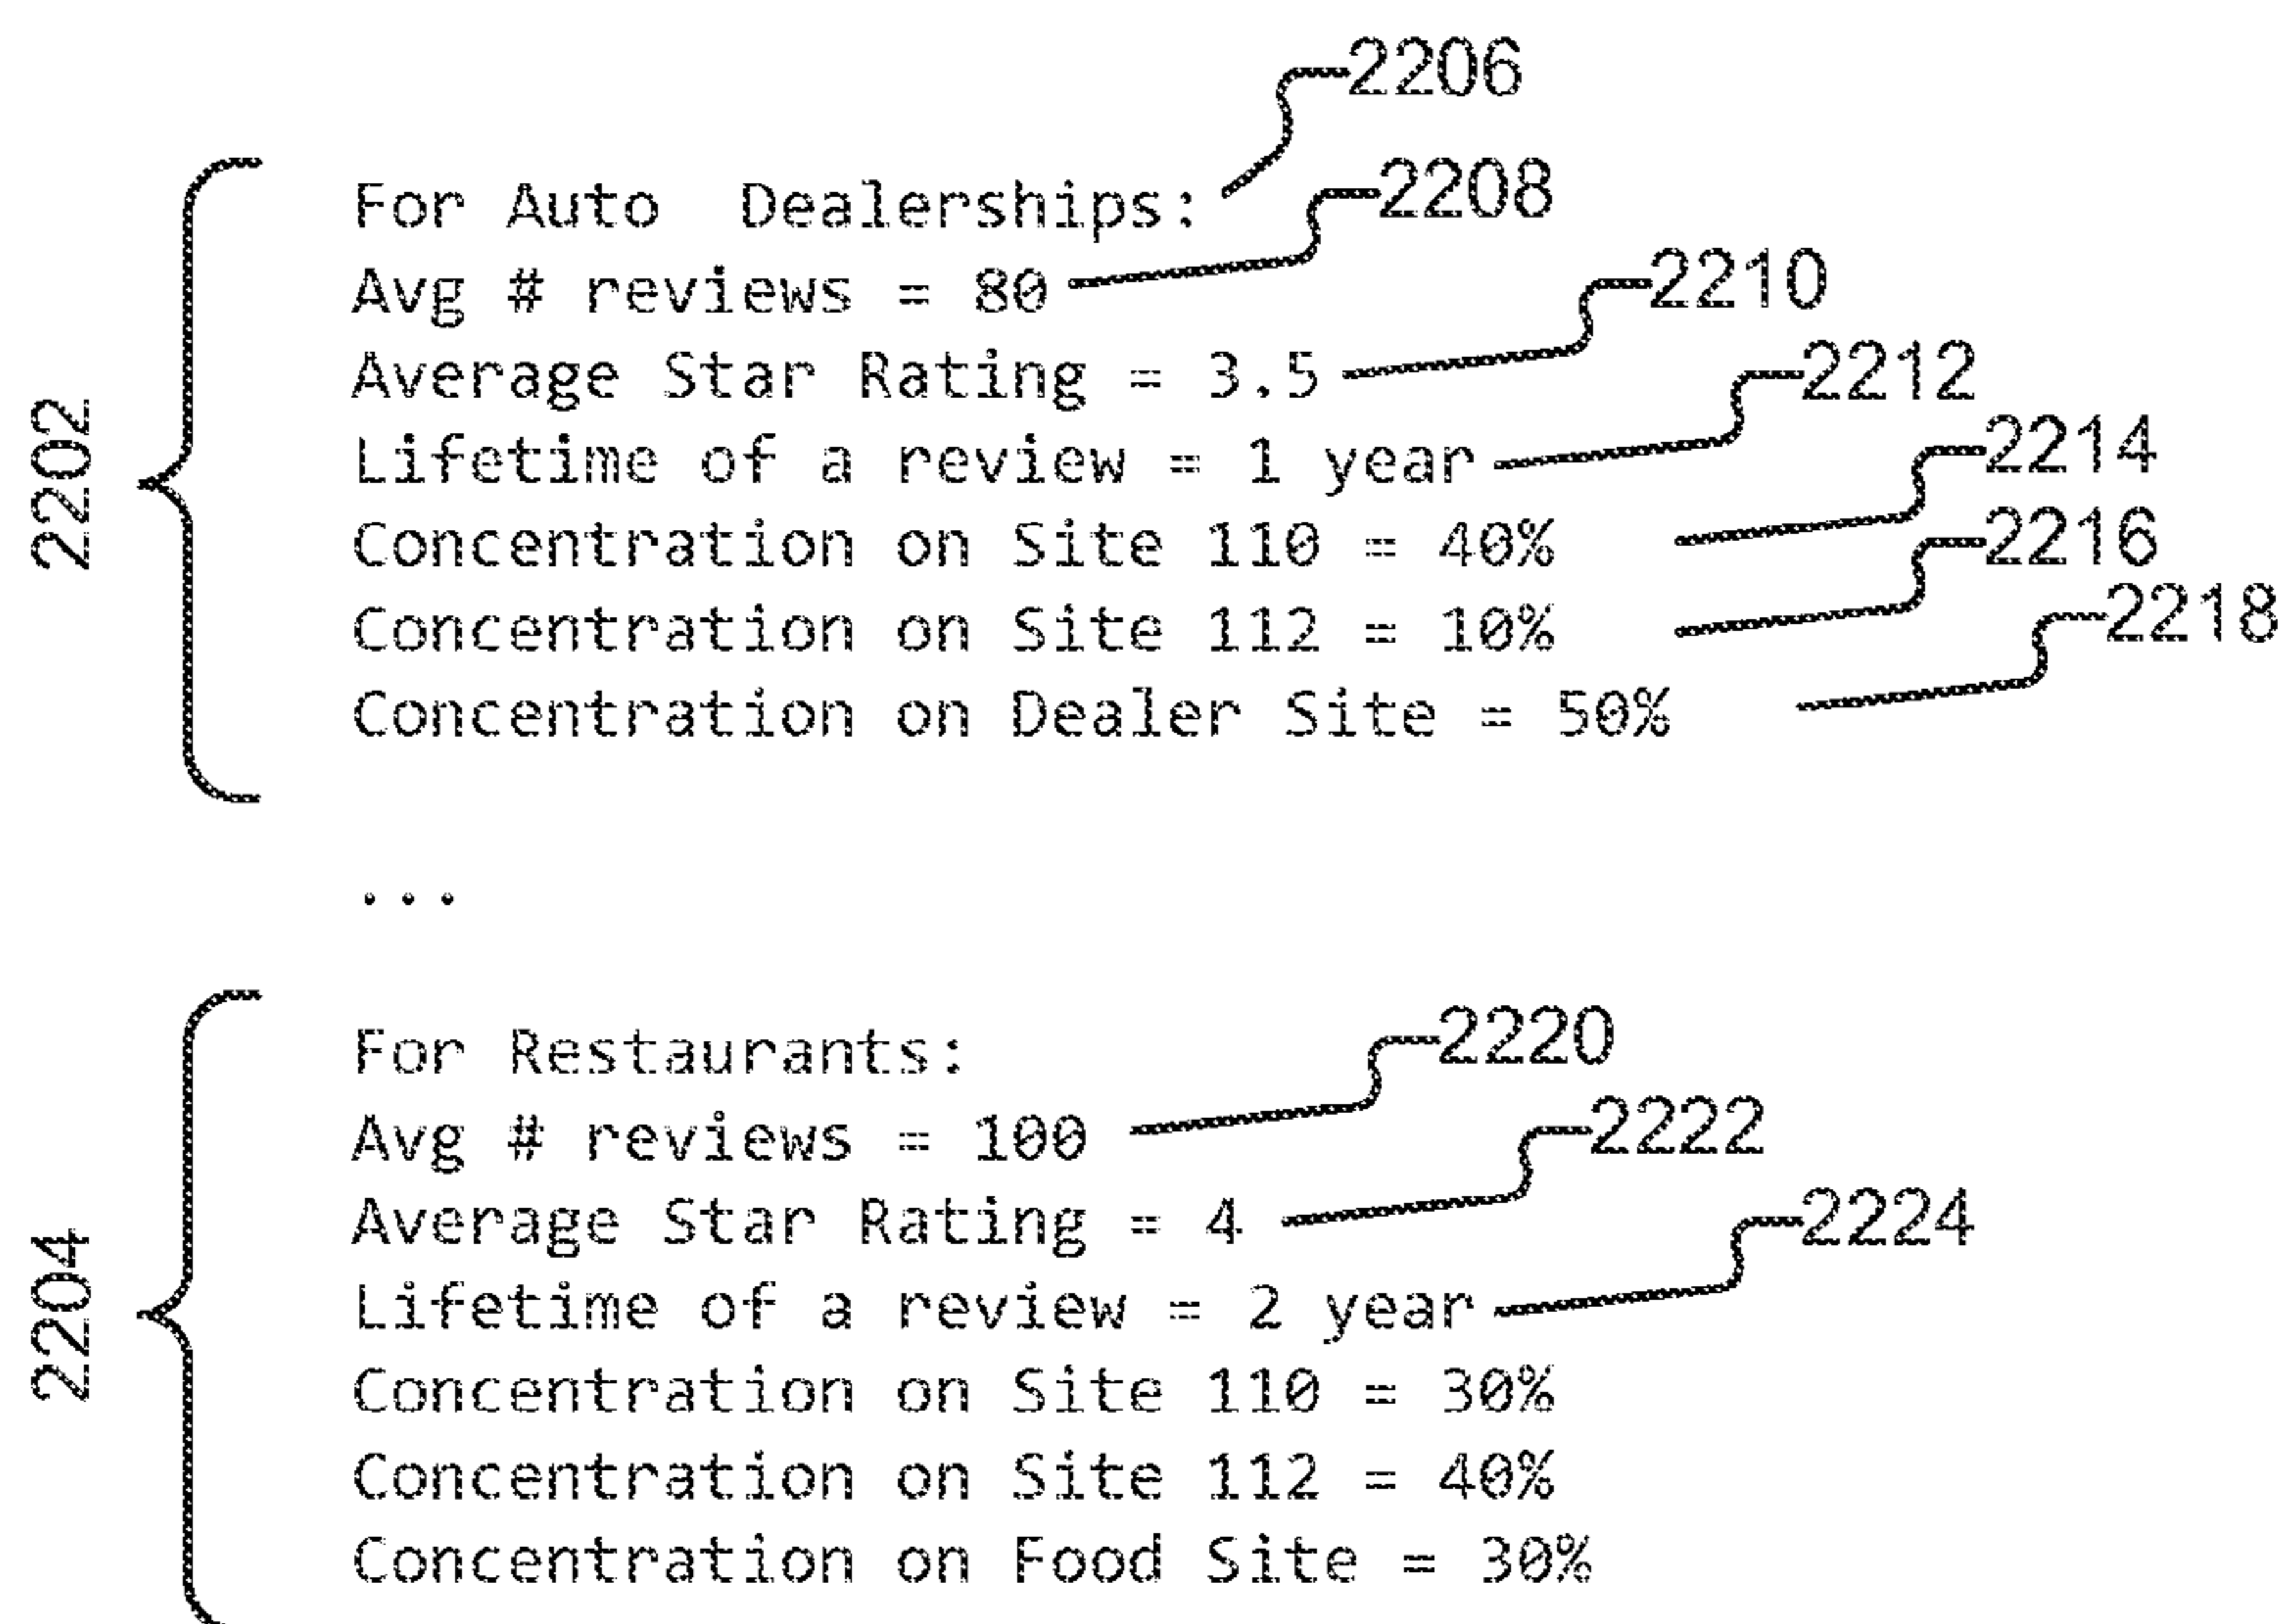 2206
For Auto Dealerships:
2208
Avg # reviews = 80
2210
Average Star Rating = 3.5
2212
Lifetime of a review = 1 year
2214
Concentration on Site 110 = 40%
2216
Concentration on Site 112 = 10%
2218
Concentration on Dealer Site = 50%
2202
...
For Restaurants:
2220
Avg # reviews = 100
2222
Average Star Rating = 4
2224
Lifetime of a review = 2 year
Concentration on Site 110 = 30%
Concentration on Site 112 = 40%
Concentration on Food Site = 30%
2204